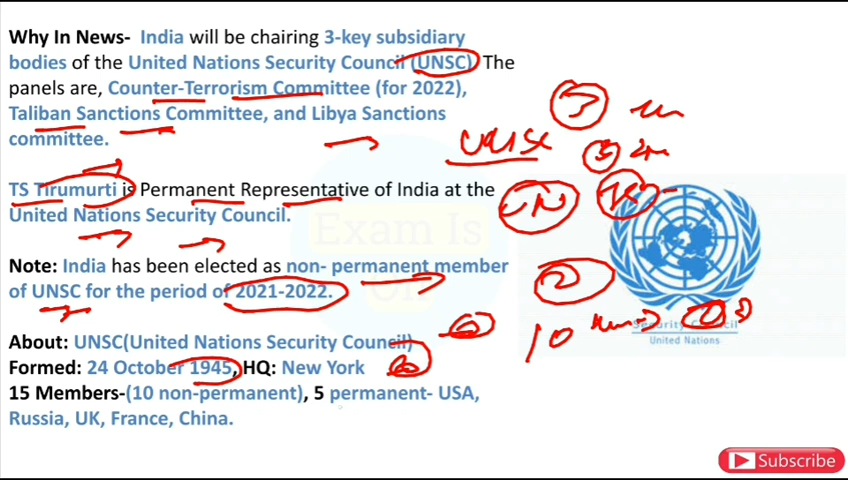 Why In News- India will be chairing 3-key subsidiary
bodies of the United Nations Security Council (UNSC). The
panels are, Counter-Terrorism Committee (for 2022),
Taliban Sanctions Committee, and Libya Sanctions
committee.
TS Tirumurti is Permanent Representative of India at the
United Nations Security Council.
Note: India has been elected as non- permanent member
of UNSC for the period of 2021-2022.
About: UNSC(United Nations Security Council)
Formed: 24 October 1945, HQ: New York
15 Members-(10 non-permanent), 5 permanent- USA,
Russia, UK, France, China.
Exam Is
UNSC
UN
15
10
Security Council
United Nations
Subscribe